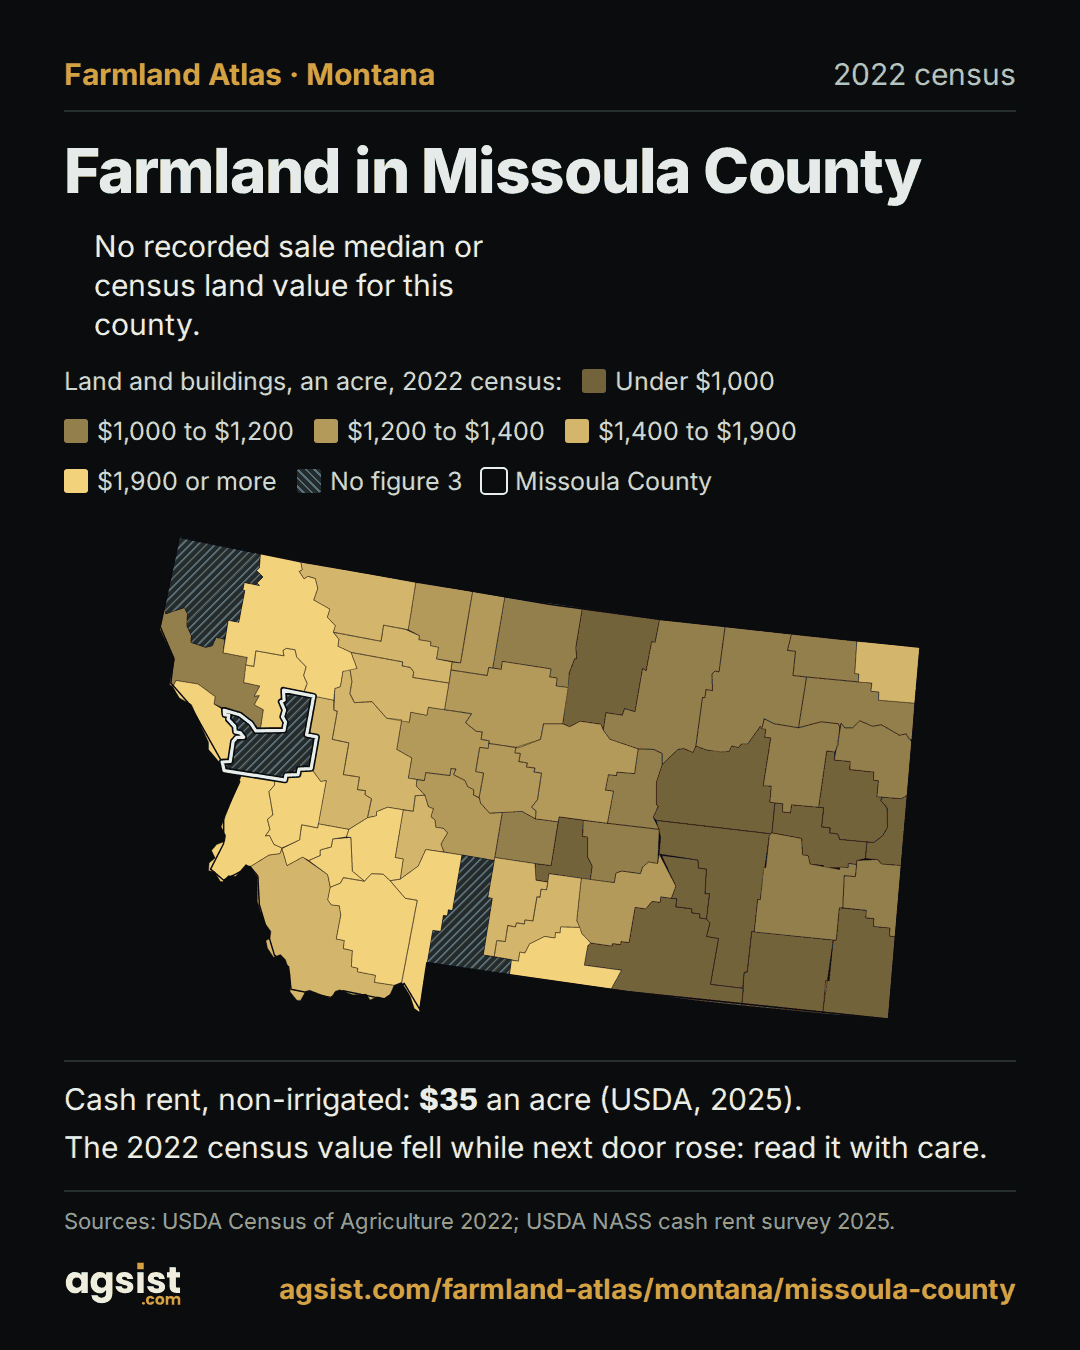 Farmland Atlas · Montana
2022 census
Farmland in Missoula County
No recorded sale median or
census land value for this
county.
Land and buildings, an acre, 2022 census: Under $1,000
$1,000 to $1,200 $1,200 to $1,400 $1,400 to $1,900
$1,900 or more No figure 3 Missoula County
Cash rent, non-irrigated: $35 an acre (USDA, 2025).
The 2022 census value fell while next door rose: read it with care.
Sources: USDA Census of Agriculture 2022; USDA NASS cash rent survey 2025.
agsist
.com
agsist.com/farmland-atlas/montana/missoula-county